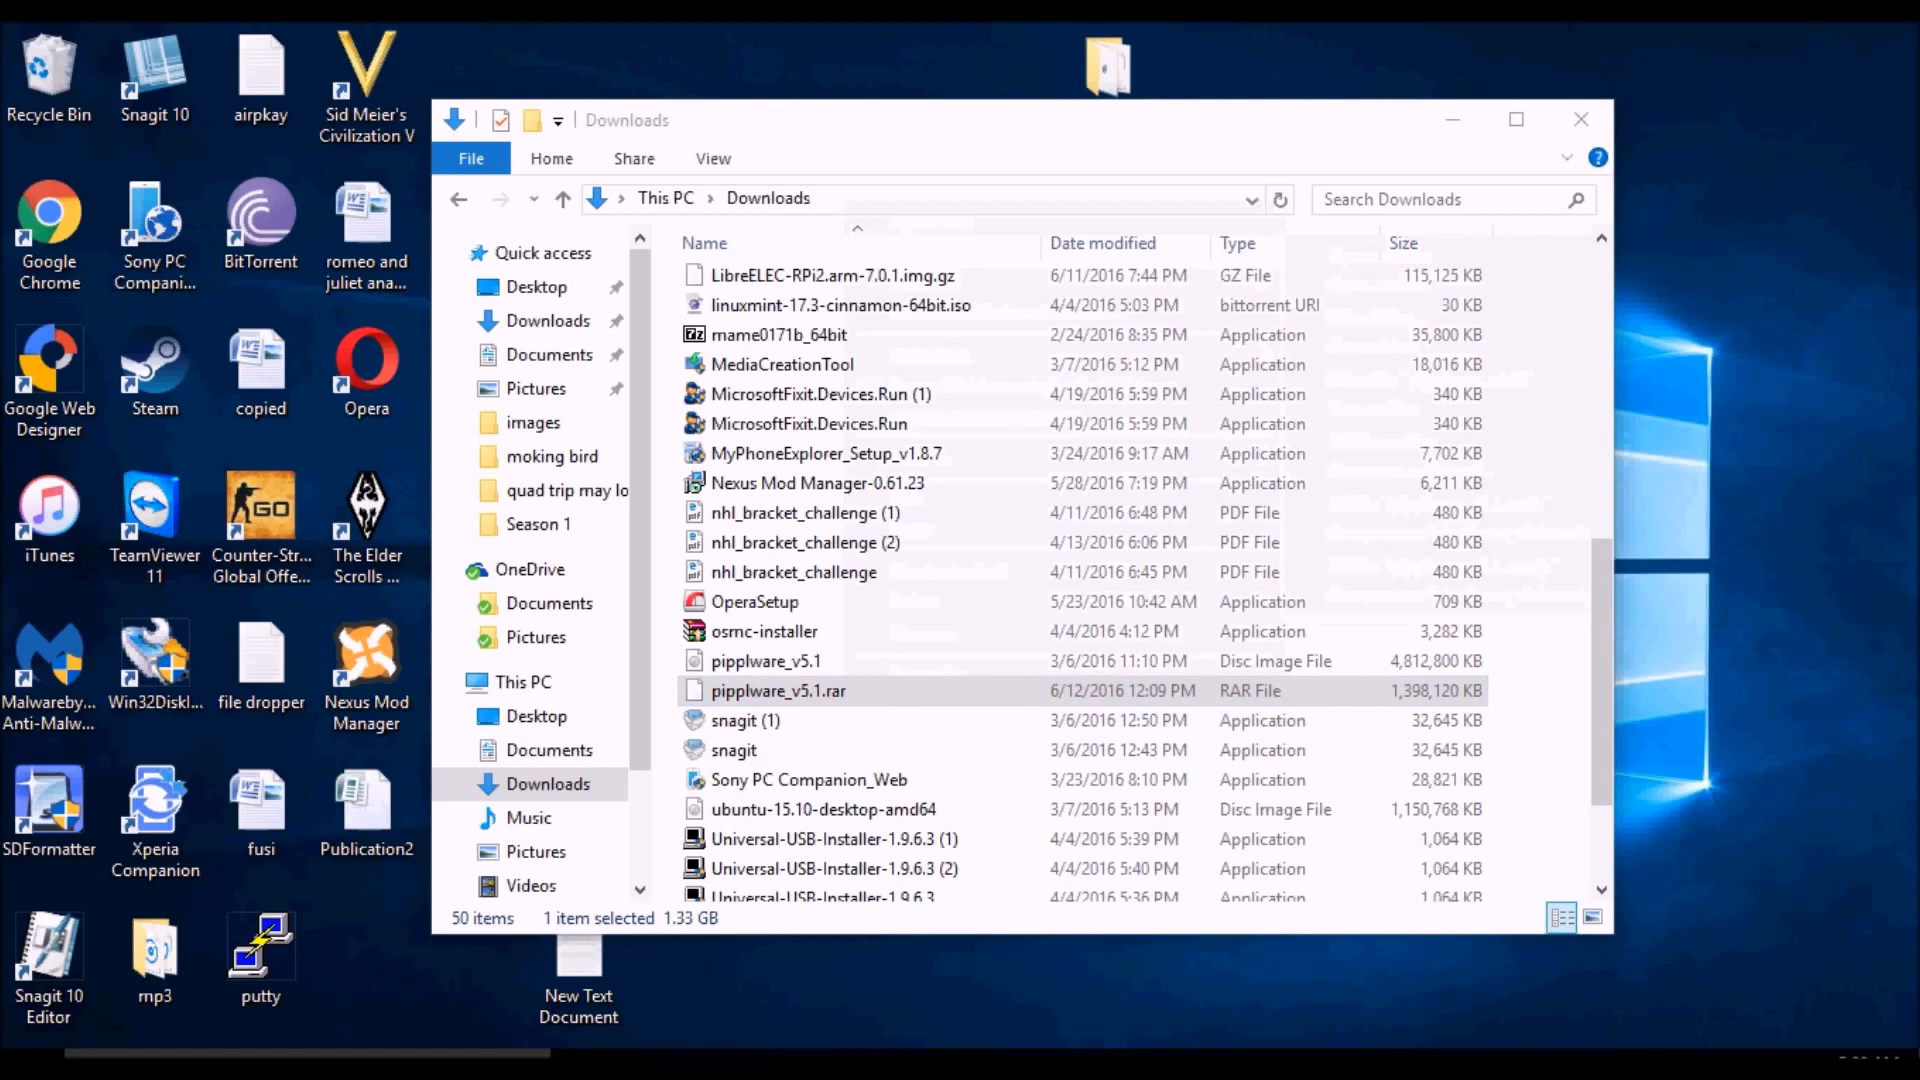 Recycle Bin
Snagit 10
airpkay
Sid Meier's
Civilization V
Google
Chrome
Sony PC
Compani...
BitTorrent
romeo and
juliet ana...
Google Web
Designer
Steam
copied
Opera
iTunes
TeamViewer
11
Counter-Str...
Global Offe...
The Elder
Scrolls ...
Malwareby...
Anti-Malw...
Win32DiskI...
file dropper
Nexus Mod
Manager
SDFormatter
Xperia
Companion
fusi
Publication2
Snagit 10
Editor
mp3
putty
New Text
Document
Downloads
File Home Share View
This PC > Downloads
Search Downloads
Quick access
Desktop
Downloads
Documents
Pictures
images
moking bird
quad trip may lo
Season 1
OneDrive
Documents
Pictures
This PC
Desktop
Documents
Downloads
Music
Pictures
Videos
Name Date modified Type Size
LibreELEC-RPi2.arm-7.0.1.img.gz 6/11/2016 7:44 PM GZ File 115,125 KB
linuxmint-17.3-cinnamon-64bit.iso 4/4/2016 5:03 PM bittorrent URI 30 KB
mame0171b_64bit 2/24/2016 8:35 PM Application 35,800 KB
MediaCreationTool 3/7/2016 5:12 PM Application 18,016 KB
MicrosoftFixit.Devices.Run (1) 4/19/2016 5:59 PM Application 340 KB
MicrosoftFixit.Devices.Run 4/19/2016 5:59 PM Application 340 KB
MyPhoneExplorer_Setup_v1.8.7 3/24/2016 9:17 AM Application 7,702 KB
Nexus Mod Manager-0.61.23 5/28/2016 7:19 PM Application 6,211 KB
nhl_bracket_challenge (1) 4/11/2016 6:48 PM PDF File 480 KB
nhl_bracket_challenge (2) 4/13/2016 6:06 PM PDF File 480 KB
nhl_bracket_challenge 4/11/2016 6:45 PM PDF File 480 KB
OperaSetup 5/23/2016 10:42 AM Application 709 KB
osmc-installer 4/4/2016 4:12 PM Application 3,282 KB
pipplware_v5.1 3/6/2016 11:10 PM Disc Image File 4,812,800 KB
pipplware_v5.1.rar 6/12/2016 12:09 PM RAR File 1,398,120 KB
snagit (1) 3/6/2016 12:50 PM Application 32,645 KB
snagit 3/6/2016 12:43 PM Application 32,645 KB
Sony PC Companion_Web 3/23/2016 8:10 PM Application 28,821 KB
ubuntu-15.10-desktop-amd64 3/7/2016 5:13 PM Disc Image File 1,150,768 KB
Universal-USB-Installer-1.9.6.3 (1) 4/4/2016 5:39 PM Application 1,064 KB
Universal-USB-Installer-1.9.6.3 (2) 4/4/2016 5:40 PM Application 1,064 KB
Universal-USB-Installer-1.9.6.3 4/4/2016 5:36 PM Application 1,064 KB
50 items 1 item selected 1.33 GB